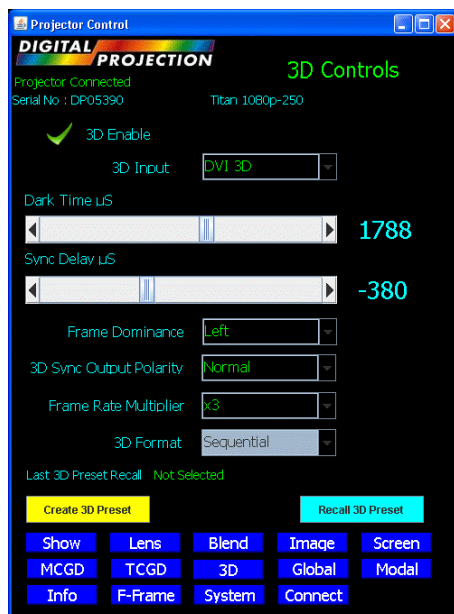 Projector Control
DIGITAL
PROJECTION
3D Controls
Projector Connected
Serial No : DP05390 Titan 1080p-250
3D Enable
3D Input DVI 3D
Dark Time µS
1788
Sync Delay µS
-380
Frame Dominance Left
3D Sync Output Polarity Normal
Frame Rate Multiplier x3
3D Format Sequential
Last 3D Preset Recall Not Selected
Create 3D Preset Recall 3D Preset
Show Lens Blend Image Screen
MCGD TCGD 3D Global Modal
Info F-Frame System Connect